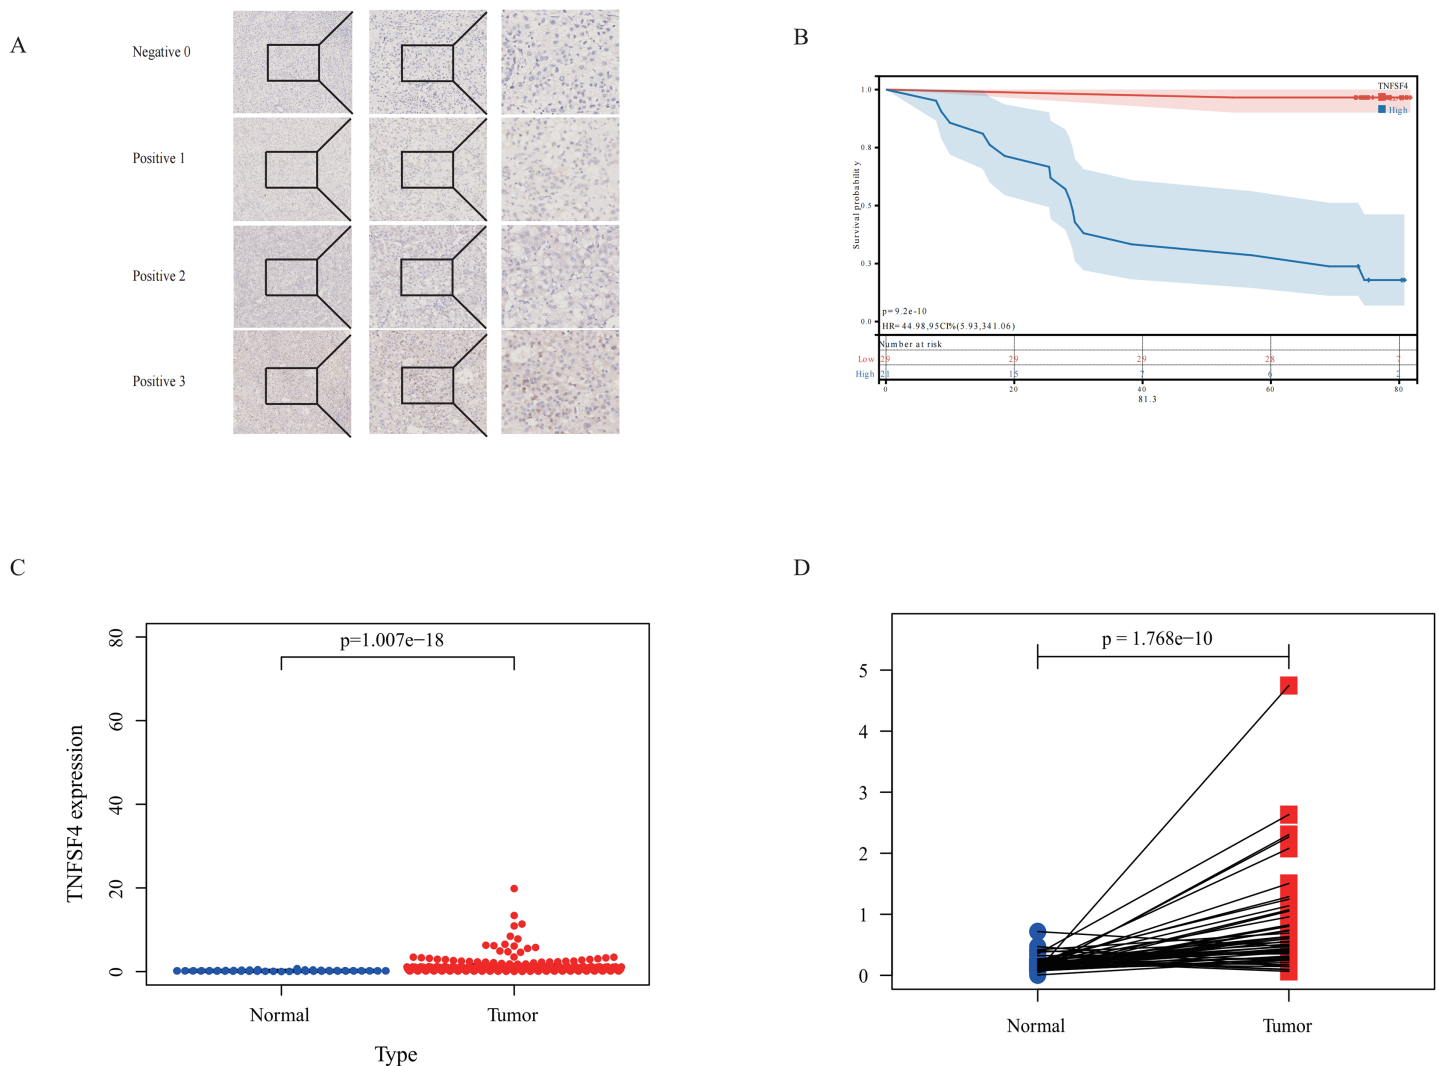 A
Negative 0
Positive 1
Positive 2
Positive 3
B
TNFSF4
High
Survival probability
1.0
0.8
0.5
0.3
0.0
p=9.2e-10
HR=44.98,95CI%(5.93,341.06)
Number at risk
Low 29 29 29 28 7
High 21 15 7 6 2
0 20 40 60 80
81.3
C
p=1.007e−18
TNFSF4 expression
80
60
40
20
0
Normal Tumor
Type
D
p = 1.768e−10
5
4
3
2
1
0
Normal Tumor